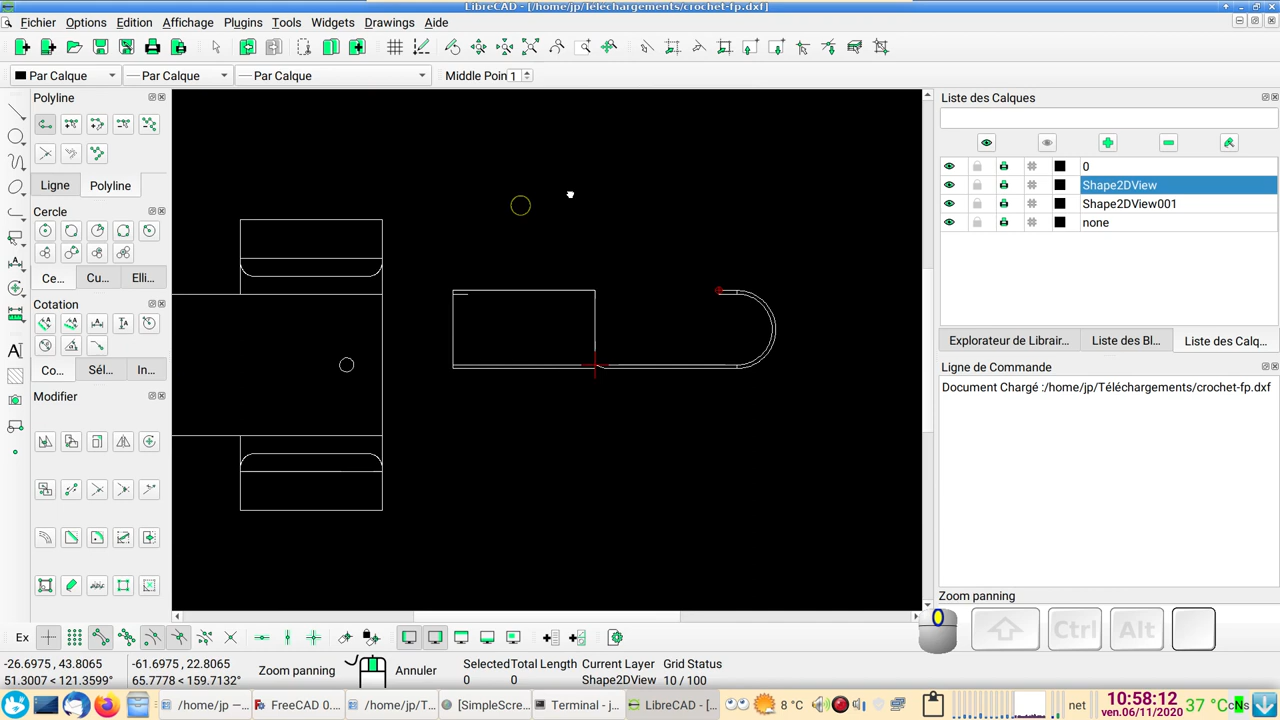 LibreCAD - [/home/jp/Téléchargements/crochet-fp.dxf]
Fichier Options Edition Affichage Plugins Tools Widgets Drawings Aide
Par Calque Par Calque Par Calque Middle Poin 1
Polyline
Ligne Polyline
Cercle
Ce... Cu... Elli...
Cotation
Co... Sél... In...
Modifier
Liste des Calques
0
Shape2DView
Shape2DView001
none
Explorateur de Librair... Liste des Bl... Liste des Calq...
Ligne de Commande
Document Chargé :/home/jp/Téléchargements/crochet-fp.dxf
Zoom panning
Ctrl Alt
Ex
-26.6975, 43.8065
51.3007 < 121.3599°
-61.6975, 22.8065
65.7778 < 159.7132°
Zoom panning Annuler
Selected Total Length Current Layer Grid Status
0 0 Shape2DView 10 / 100
: /home/jp —... FreeCAD 0.... : /home/jp/T... [SimpleScre... Terminal - j... LibreCAD - [... 8 °C net
10:58:12
ven.06/11/2020
37 °C